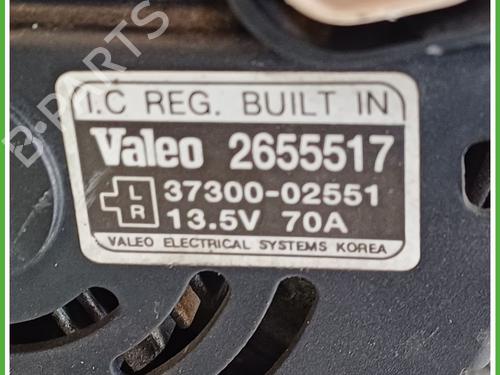 B-PARTS
I.C REG. BUILT IN
Valeo 2655517
L 37300-02551
R 13.5V 70A
VALEO ELECTRICAL SYSTEMS KOREA